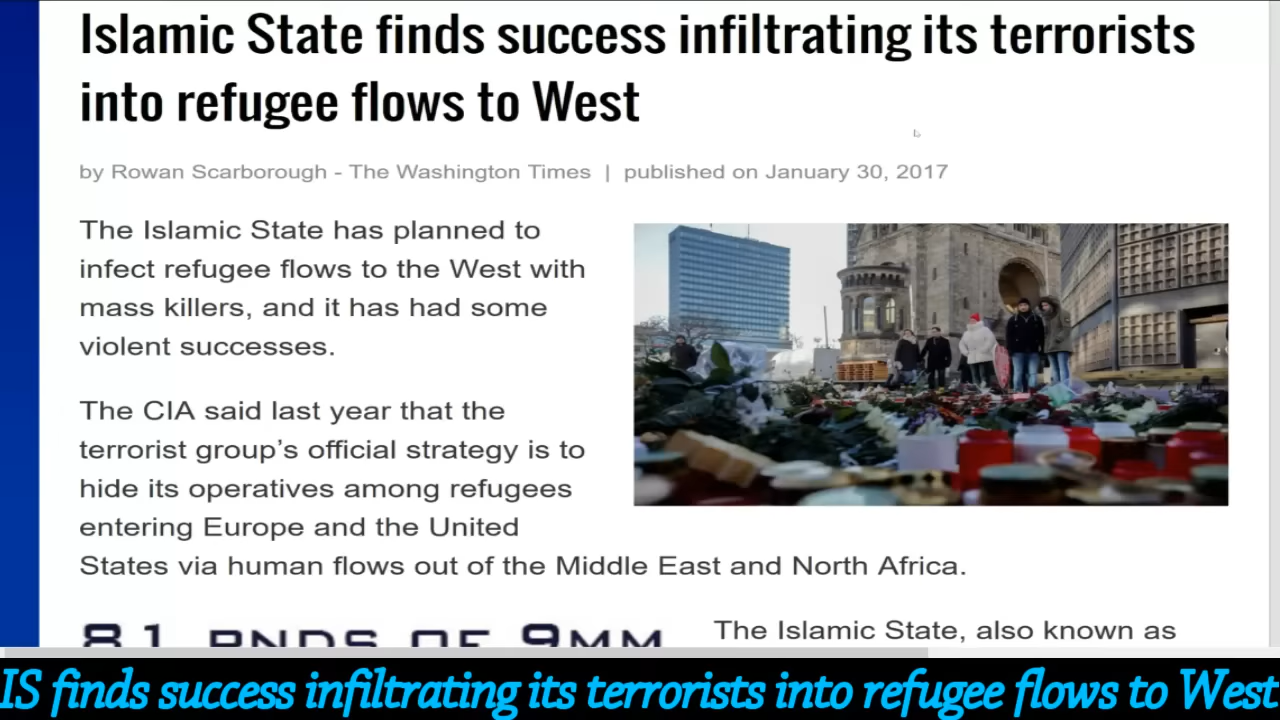 Islamic State finds success infiltrating its terrorists
into refugee flows to West
by Rowan Scarborough - The Washington Times | published on January 30, 2017
The Islamic State has planned to
infect refugee flows to the West with
mass killers, and it has had some
violent successes.
The CIA said last year that the
terrorist group’s official strategy is to
hide its operatives among refugees
entering Europe and the United
States via human flows out of the Middle East and North Africa.
81 RNDS OF 9MM
The Islamic State, also known as
IS finds success infiltrating its terrorists into refugee flows to West